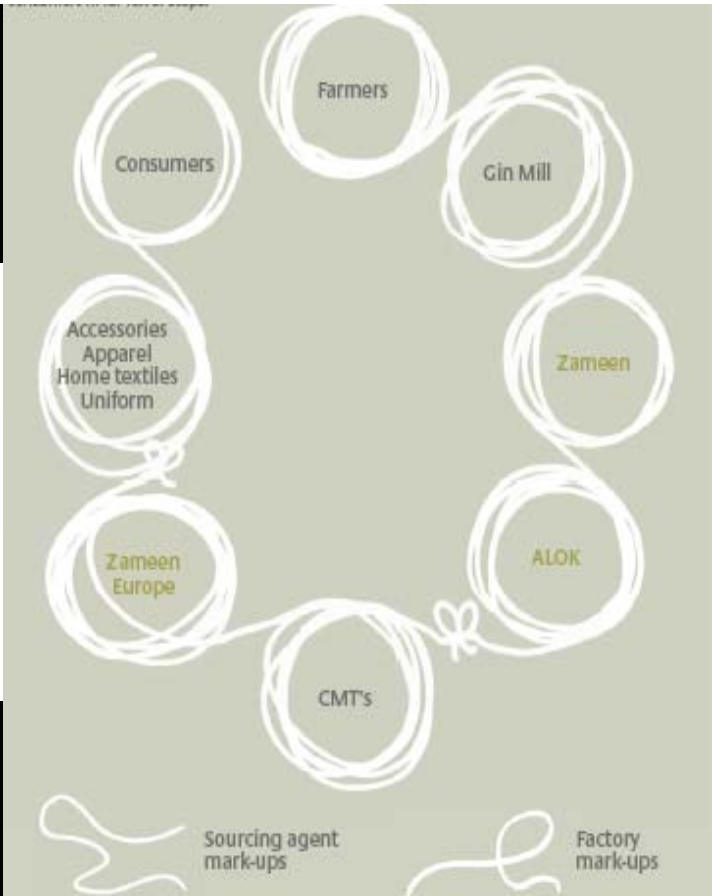 Farmers
Consumers
Gin Mill
Accessories
Apparel
Home textiles
Uniform
Zameen
Zameen
Europe
ALOK
CMT's
Sourcing agent
mark-ups
Factory
mark-ups